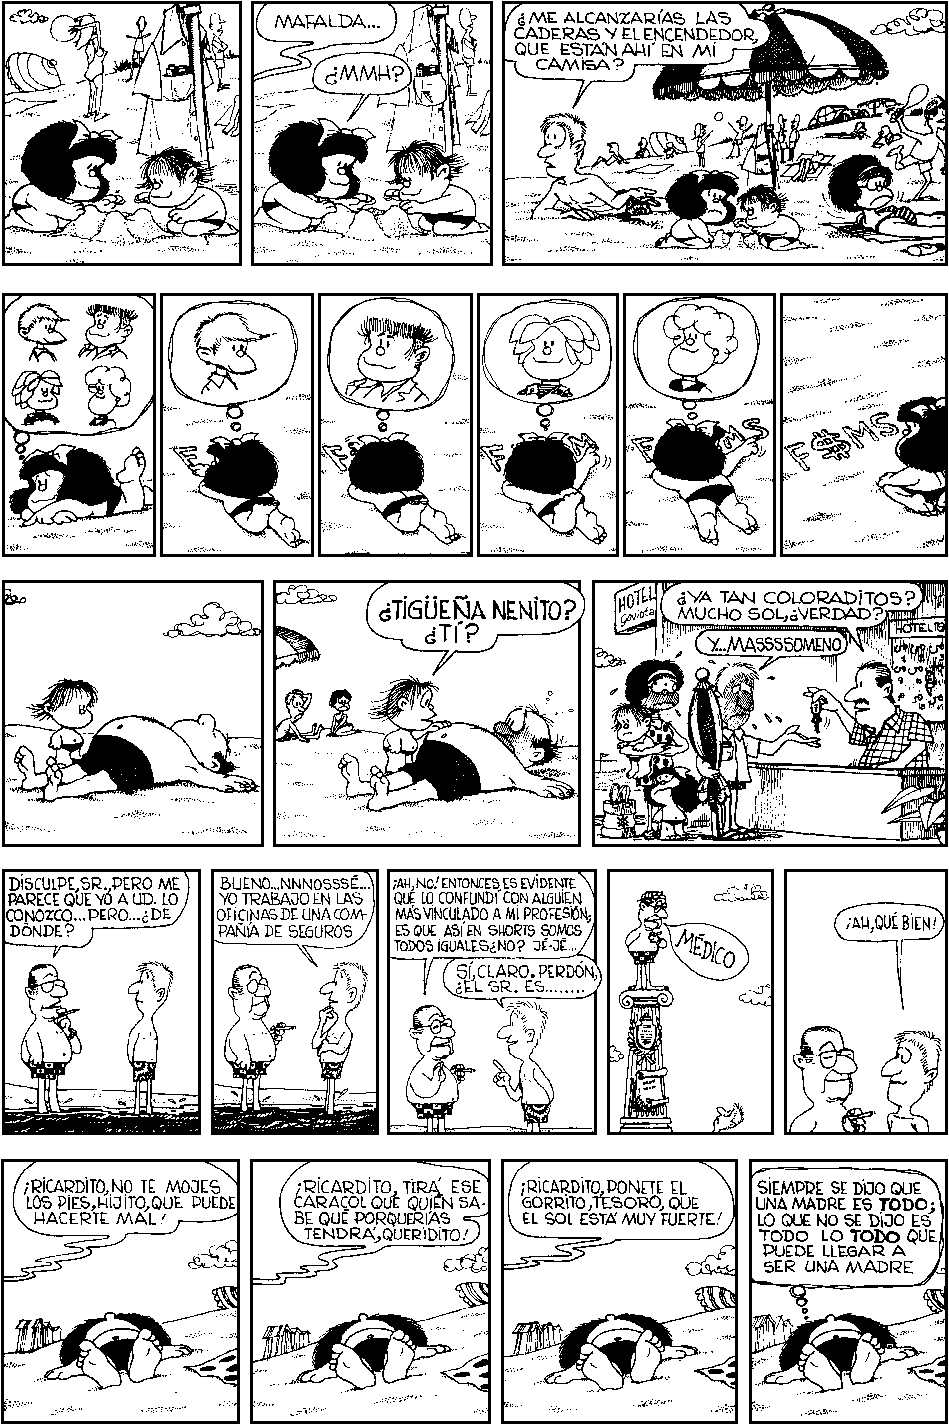 MAFALDA...
¿MMH?
¿ME ALCANZARÍAS LAS
CADERAS Y EL ENCENDEDOR,
QUE ESTAN AHÍ EN MI
CAMISA?
F
F
F M
F MS
F$MS
¿TIGÜEÑA NENITO?
¿TÍ?
HOTEL
Gaviota
¿YA TAN COLORADITOS?
MUCHO SOL,¿VERDAD?
Y...MASSSSOMENO
DISCULPE, SR., PERO ME
PARECE QUE YO A UD. LO
CONOZCO...PERO...¿DE
DÓNDE?
BUENO...NNNOSSSÉ...
YO TRABAJO EN LAS
OFICINAS DE UNA COM-
PAÑÍA DE SEGUROS
¡AH, NO! ENTONCES, ES EVIDENTE
QUE LO CONFUNDÍ CON ALGUIEN
MÁS VINCULADO A MI PROFESIÓN;
ES QUE ASÍ EN SHORTS SOMOS
TODOS IGUALES ¿NO? JÉ-JÉ...
SÍ, CLARO. PERDÓN,
¿EL SR. ES........
MÉDICO
¡AH, QUÉ BIEN!
¡RICARDITO, NO TE MOJES
LOS PIES, HIJITO, QUE PUEDE
HACERTE MAL!
¡RICARDITO, TIRÁ ESE
CARACOL QUE QUIÉN SA-
BE QUÉ PORQUERÍAS
TENDRÁ, QUERIDITO!
¡RICARDITO, PONETE EL
GORRITO, TESORO, QUE
EL SOL ESTÁ MUY FUERTE!
SIEMPRE SE DIJO QUE
UNA MADRE ES TODO;
LO QUE NO SE DIJO ES
TODO LO TODO QUE
PUEDE LLEGAR A
SER UNA MADRE